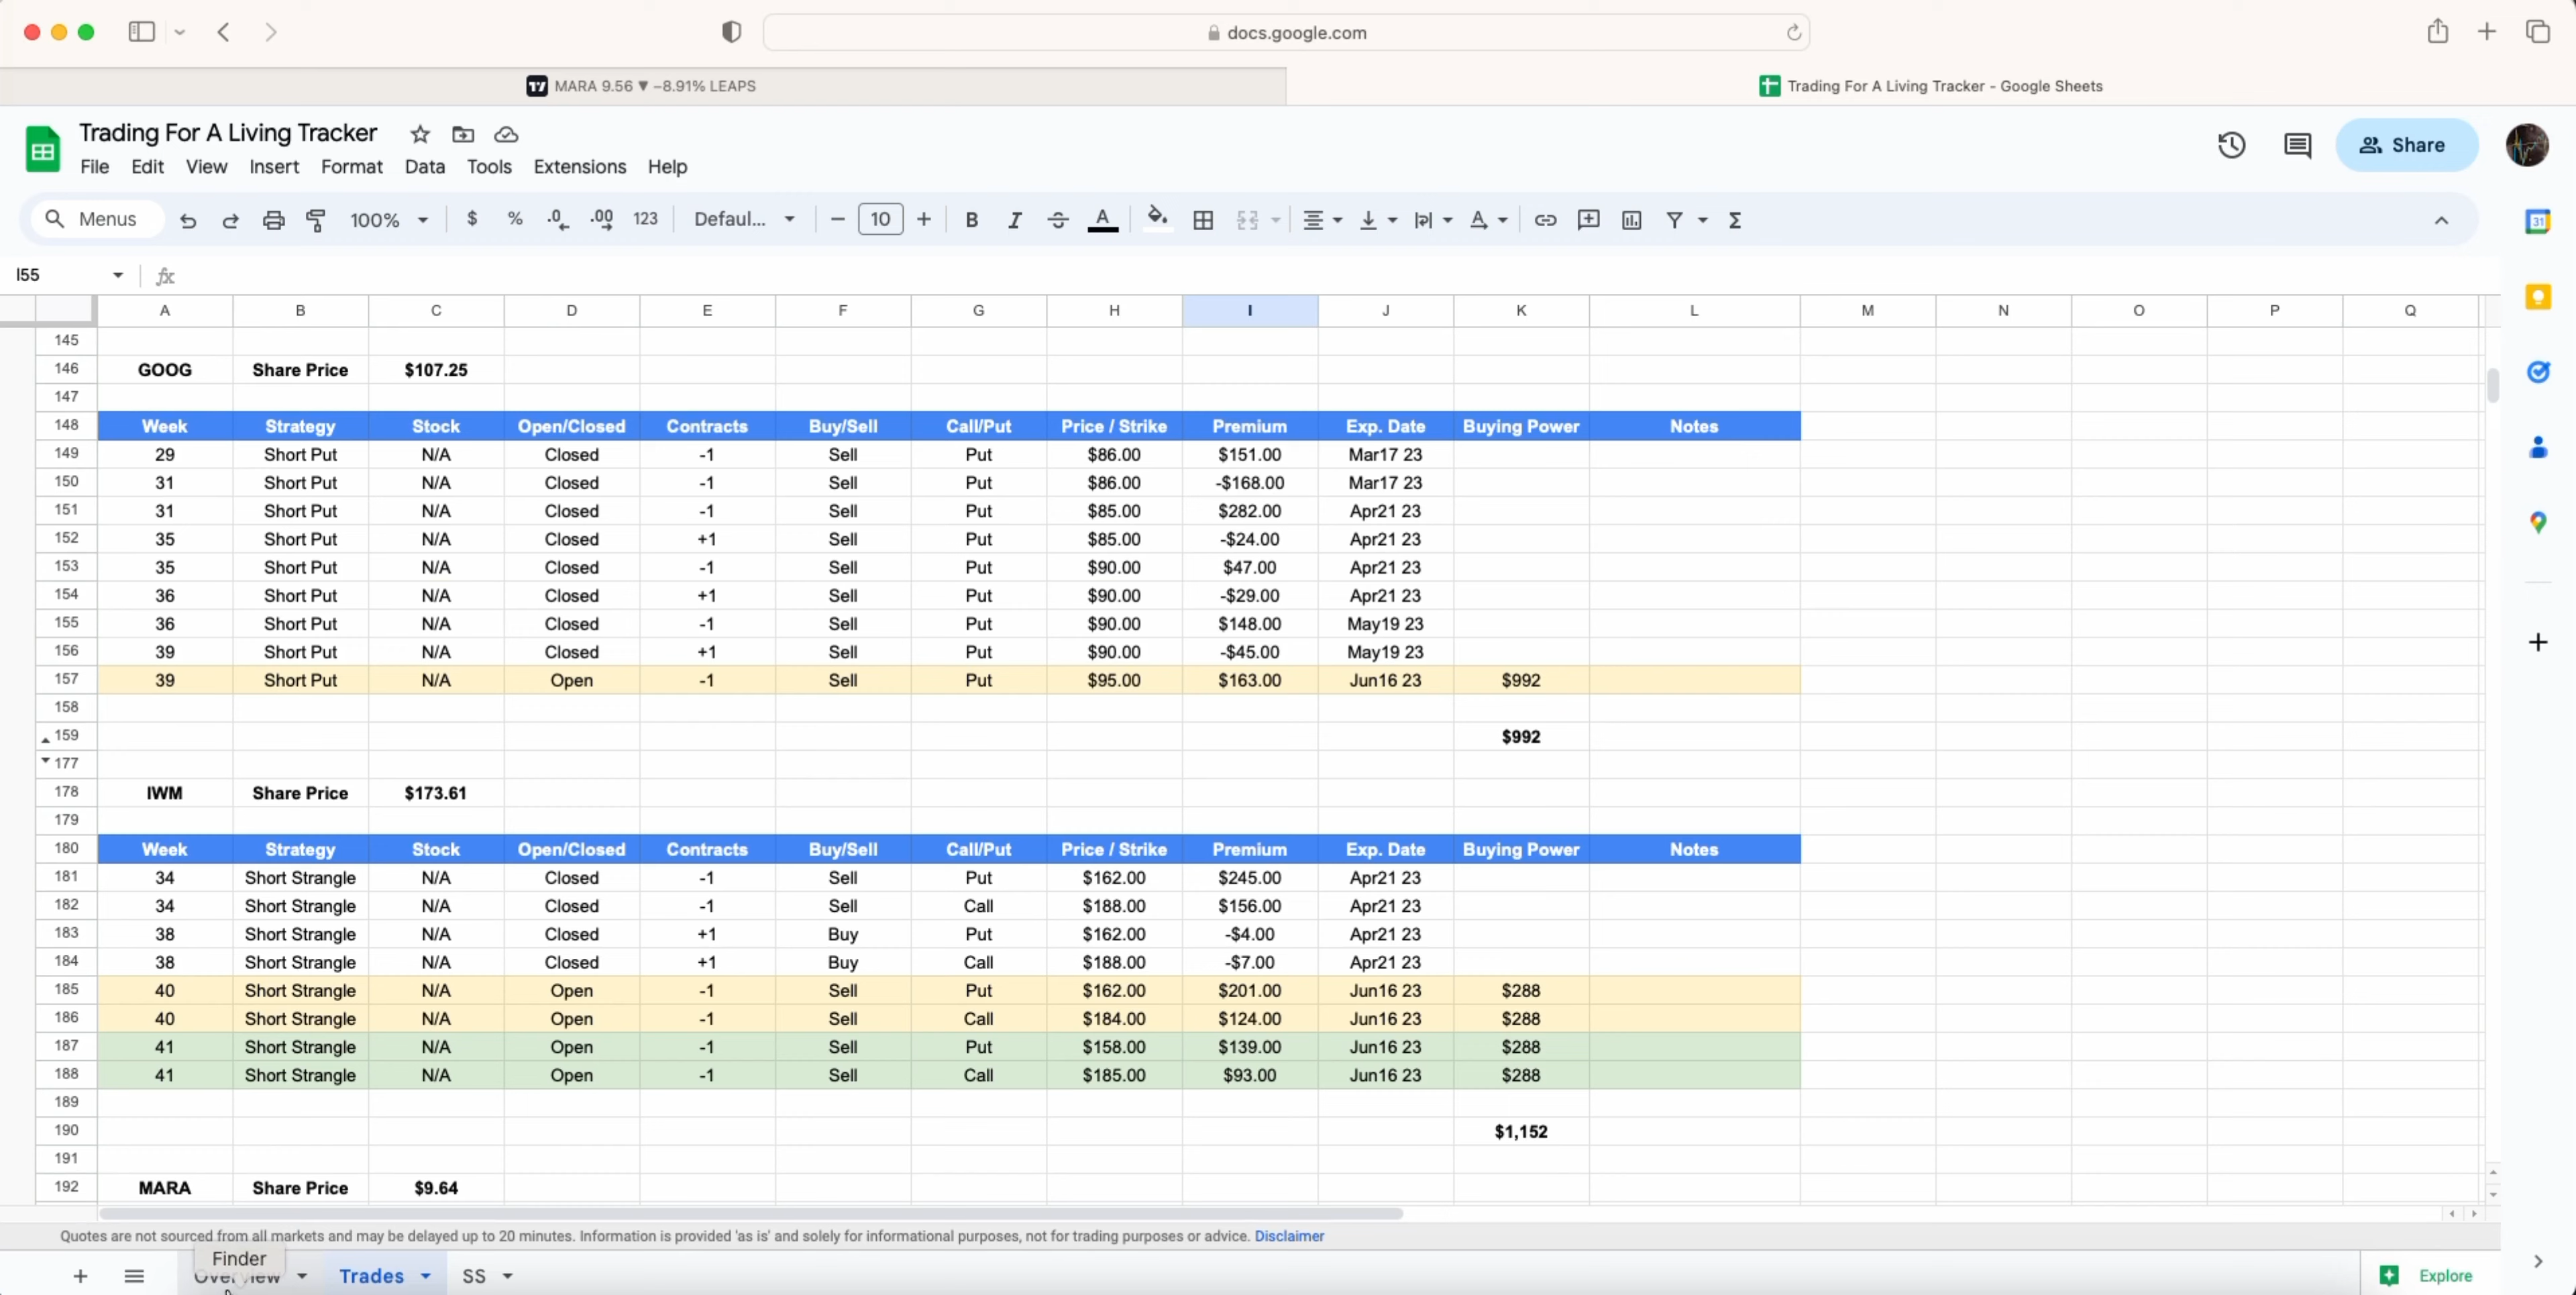 docs.google.com
MARA 9.56 ▼ −8.91% LEAPS
Trading For A Living Tracker - Google Sheets
Trading For A Living Tracker
File Edit View Insert Format Data Tools Extensions Help
Share
Menus 100% $ % .0 .00 123 Defaul... − 10 + B I A Σ
31
I55 fx
A B C D E F G H I J K L M N O P Q
145
146 GOOG Share Price $107.25
147
148 Week Strategy Stock Open/Closed Contracts Buy/Sell Call/Put Price / Strike Premium Exp. Date Buying Power Notes
149 29 Short Put N/A Closed -1 Sell Put $86.00 $151.00 Mar17 23
150 31 Short Put N/A Closed -1 Sell Put $86.00 -$168.00 Mar17 23
151 31 Short Put N/A Closed -1 Sell Put $85.00 $282.00 Apr21 23
152 35 Short Put N/A Closed +1 Sell Put $85.00 -$24.00 Apr21 23
153 35 Short Put N/A Closed -1 Sell Put $90.00 $47.00 Apr21 23
154 36 Short Put N/A Closed +1 Sell Put $90.00 -$29.00 Apr21 23
155 36 Short Put N/A Closed -1 Sell Put $90.00 $148.00 May19 23
156 39 Short Put N/A Closed +1 Sell Put $90.00 -$45.00 May19 23
157 39 Short Put N/A Open -1 Sell Put $95.00 $163.00 Jun16 23 $992
158
159 $992
177
178 IWM Share Price $173.61
179
180 Week Strategy Stock Open/Closed Contracts Buy/Sell Call/Put Price / Strike Premium Exp. Date Buying Power Notes
181 34 Short Strangle N/A Closed -1 Sell Put $162.00 $245.00 Apr21 23
182 34 Short Strangle N/A Closed -1 Sell Call $188.00 $156.00 Apr21 23
183 38 Short Strangle N/A Closed +1 Buy Put $162.00 -$4.00 Apr21 23
184 38 Short Strangle N/A Closed +1 Buy Call $188.00 -$7.00 Apr21 23
185 40 Short Strangle N/A Open -1 Sell Put $162.00 $201.00 Jun16 23 $288
186 40 Short Strangle N/A Open -1 Sell Call $184.00 $124.00 Jun16 23 $288
187 41 Short Strangle N/A Open -1 Sell Put $158.00 $139.00 Jun16 23 $288
188 41 Short Strangle N/A Open -1 Sell Call $185.00 $93.00 Jun16 23 $288
189
190 $1,152
191
192 MARA Share Price $9.64
Quotes are not sourced from all markets and may be delayed up to 20 minutes. Information is provided 'as is' and solely for informational purposes, not for trading purposes or advice. Disclaimer
Finder
Overview Trades SS Explore